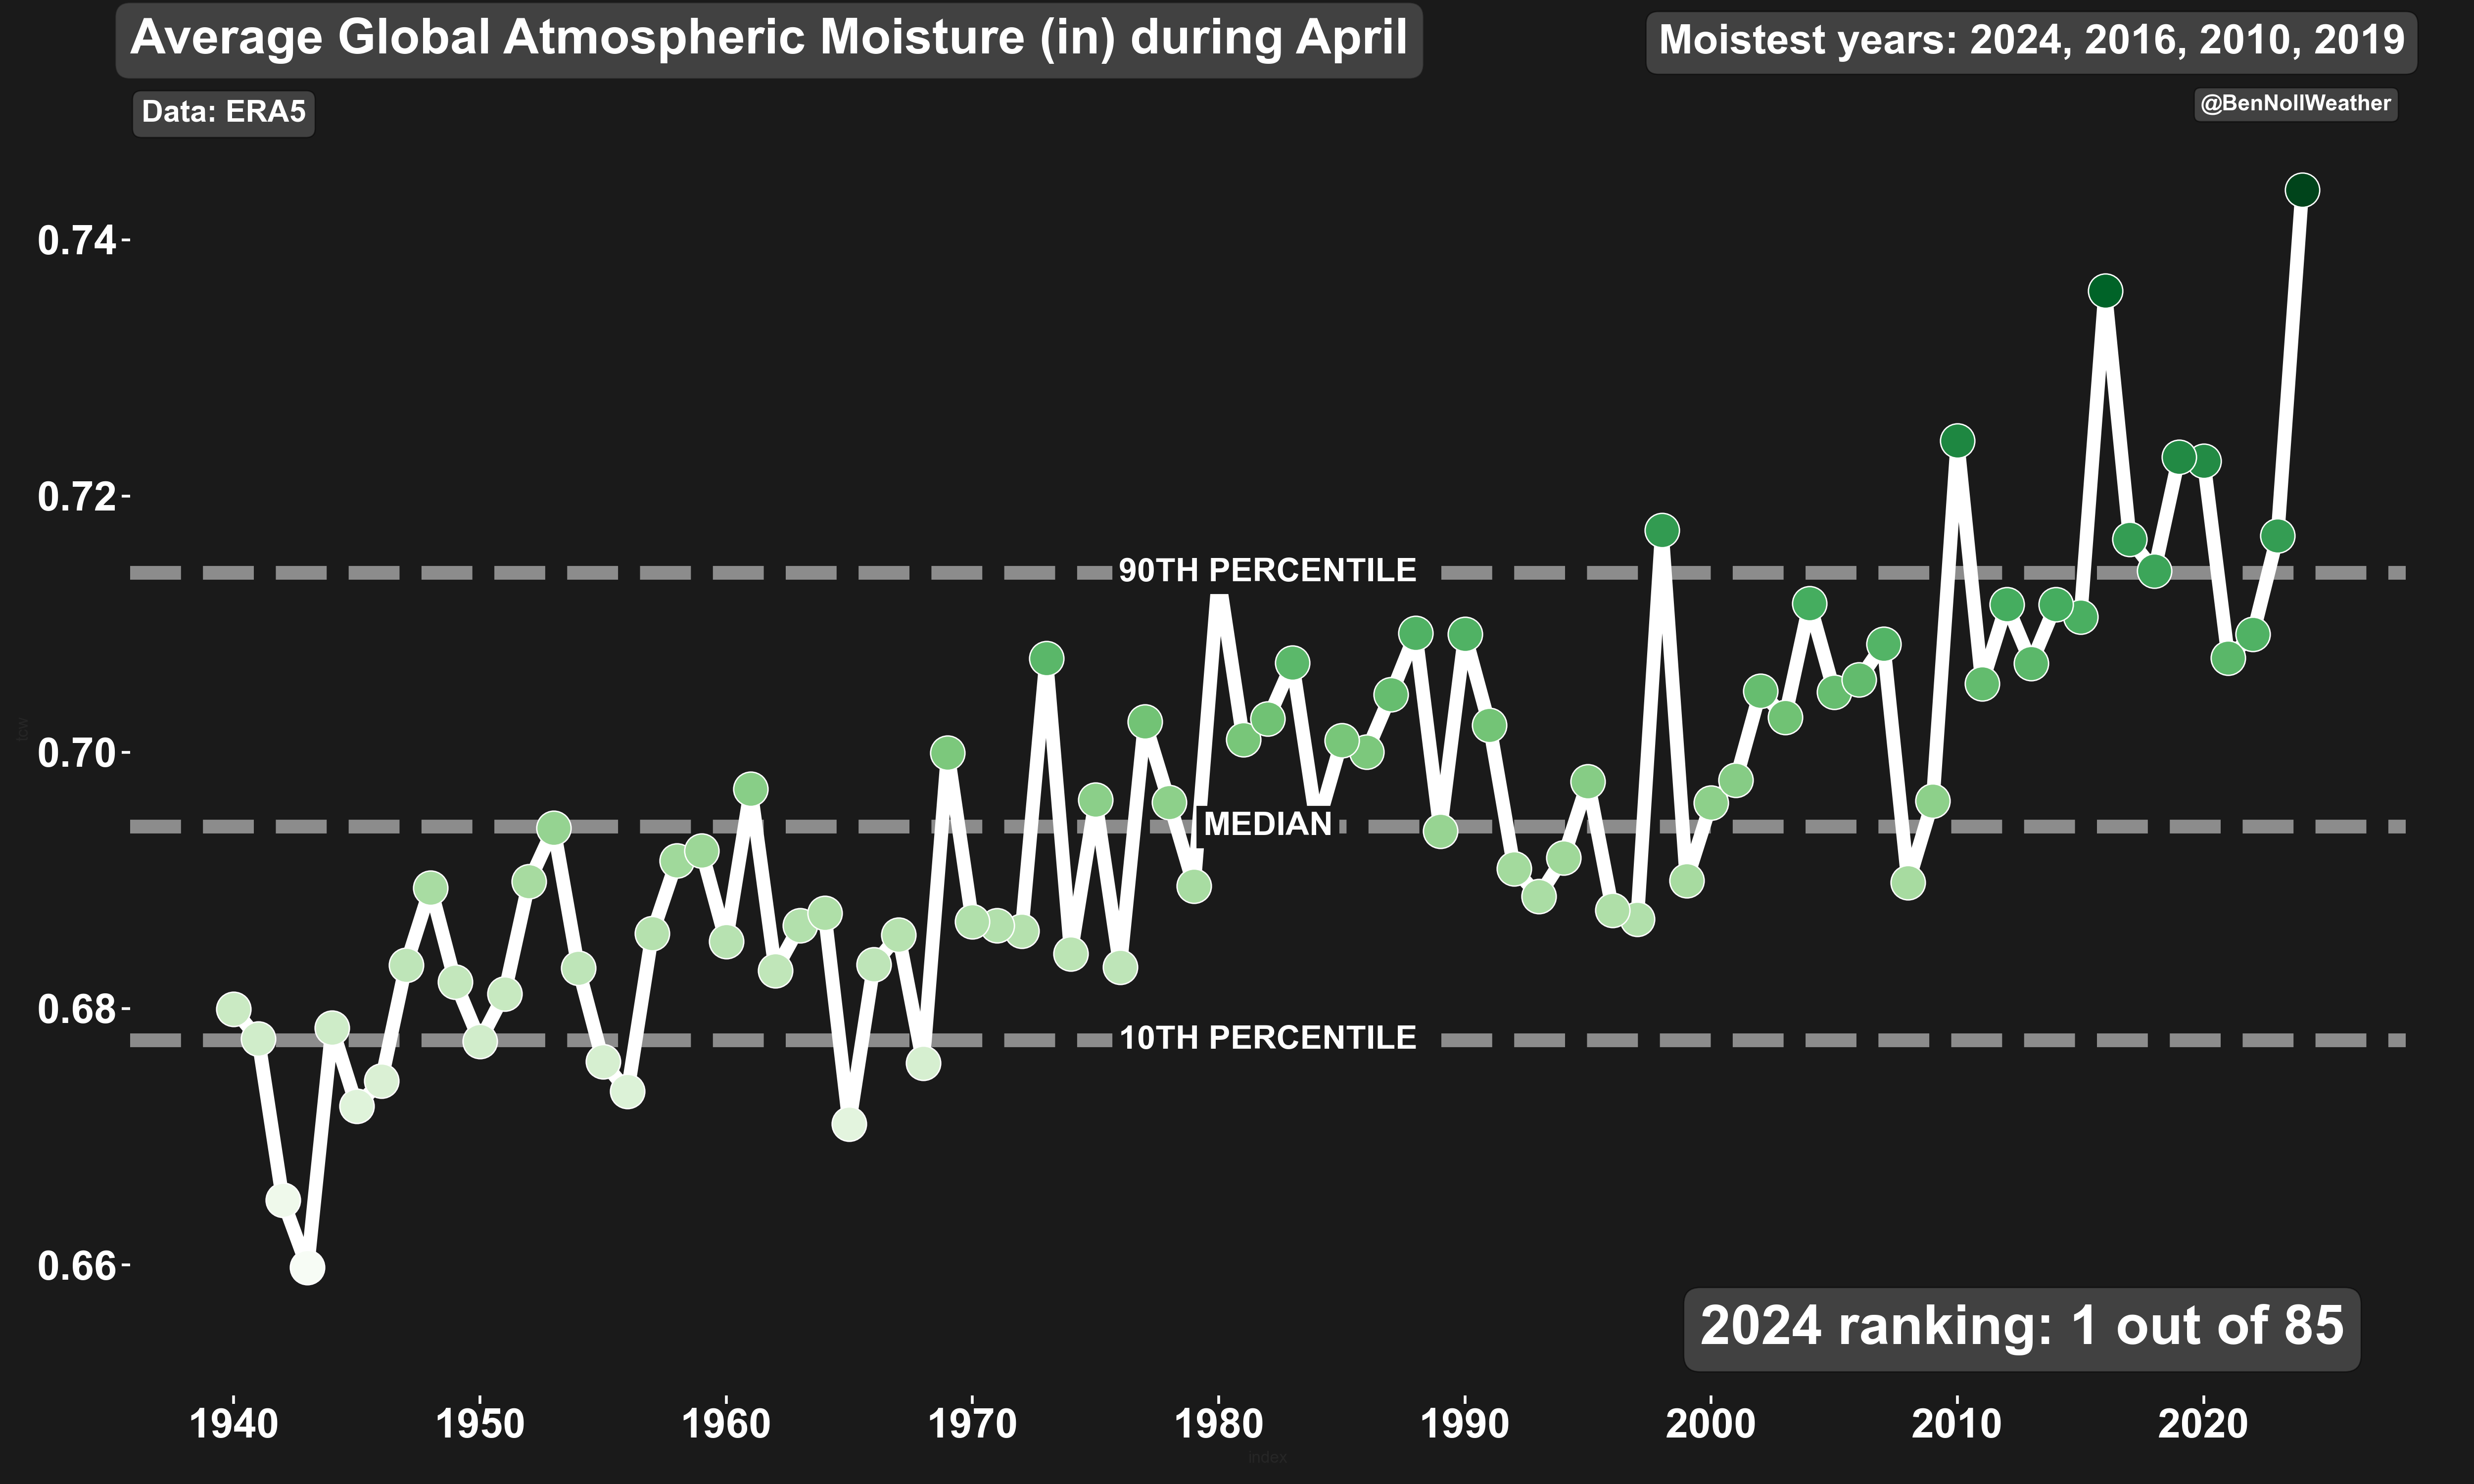 Average Global Atmospheric Moisture (in) during April
Moistest years: 2024, 2016, 2010, 2019
Data: ERA5
@BenNollWeather
0.74
0.72
90TH PERCENTILE
0.70
tcw
MEDIAN
0.68
10TH PERCENTILE
0.66
2024 ranking: 1 out of 85
1940 1950 1960 1970 1980 1990 2000 2010 2020
index